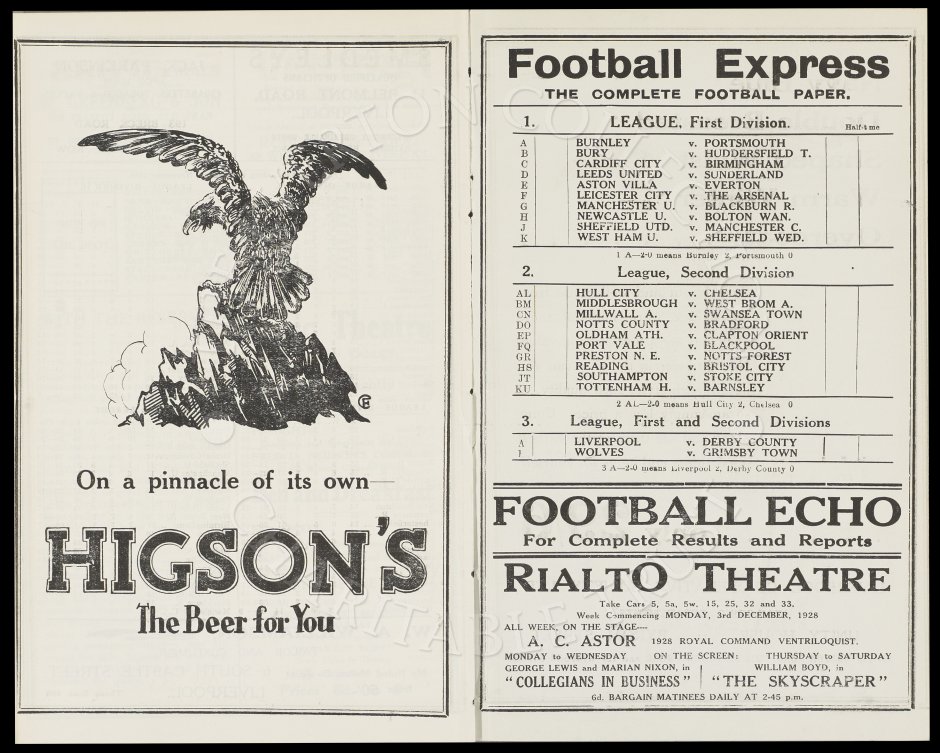 On a pinnacle of its own—
HIGSON'S
The Beer for You
Football Express
THE COMPLETE FOOTBALL PAPER.
1. LEAGUE, First Division. Half-time
A BURNLEY v. PORTSMOUTH
B BURY v. HUDDERSFIELD T.
C CARDIFF CITY v. BIRMINGHAM
D LEEDS UNITED v. SUNDERLAND
E ASTON VILLA v. EVERTON
F LEICESTER CITY v. THE ARSENAL
G MANCHESTER U. v. BLACKBURN R.
H NEWCASTLE U. v. BOLTON WAN.
J SHEFFIELD UTD. v. MANCHESTER C.
K WEST HAM U. v. SHEFFIELD WED.
1 A—2-0 means Burnley 2, Portsmouth 0
2. League, Second Division
AL HULL CITY v. CHELSEA
BM MIDDLESBROUGH v. WEST BROM A.
CN MILLWALL A. v. SWANSEA TOWN
DO NOTTS COUNTY v. BRADFORD
EP OLDHAM ATH. v. CLAPTON ORIENT
FQ PORT VALE v. BLACKPOOL
GR PRESTON N. E. v. NOTTS FOREST
HS READING v. BRISTOL CITY
JT SOUTHAMPTON v. STOKE CITY
KU TOTTENHAM H. v. BARNSLEY
2 AL—2-0 means Hull City 2, Chelsea 0
3. League, First and Second Divisions
A LIVERPOOL v. DERBY COUNTY
WOLVES v. GRIMSBY TOWN
3 A—2-0 means Liverpool 2, Derby County 0
FOOTBALL ECHO
For Complete Results and Reports
RIALTO THEATRE
Take Cars 5, 5a, 5w, 15, 25, 32 and 33.
Week Commencing MONDAY, 3rd DECEMBER, 1928
ALL WEEK, ON THE STAGE—
A. C. ASTOR 1928 ROYAL COMMAND VENTRILOQUIST.
MONDAY to WEDNESDAY ON THE SCREEN: THURSDAY to SATURDAY
GEORGE LEWIS and MARIAN NIXON, in WILLIAM BOYD, in
"COLLEGIANS IN BUSINESS" "THE SKYSCRAPER"
6d. BARGAIN MATINEES DAILY AT 2-45 p.m.